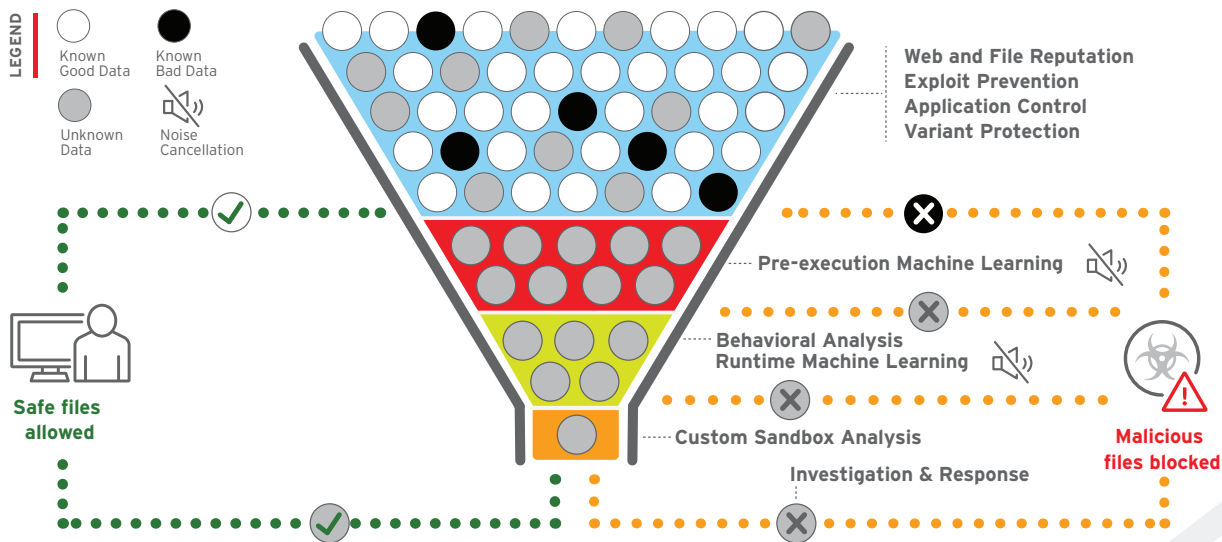 LEGEND
Known
Good Data
Known
Bad Data
Unknown
Data
Noise
Cancellation
Web and File Reputation
Exploit Prevention
Application Control
Variant Protection
Pre-execution Machine Learning
Behavioral Analysis
Runtime Machine Learning
Safe files
allowed
Custom Sandbox Analysis
Malicious
files blocked
Investigation & Response